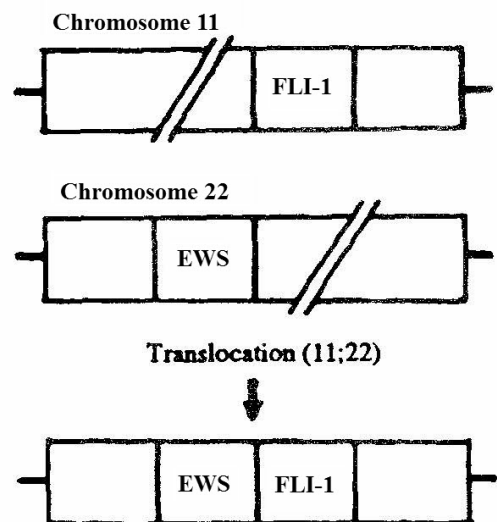 Chromosome 11
FLI-1
Chromosome 22
EWS
Translocation (11;22)
EWS FLI-1